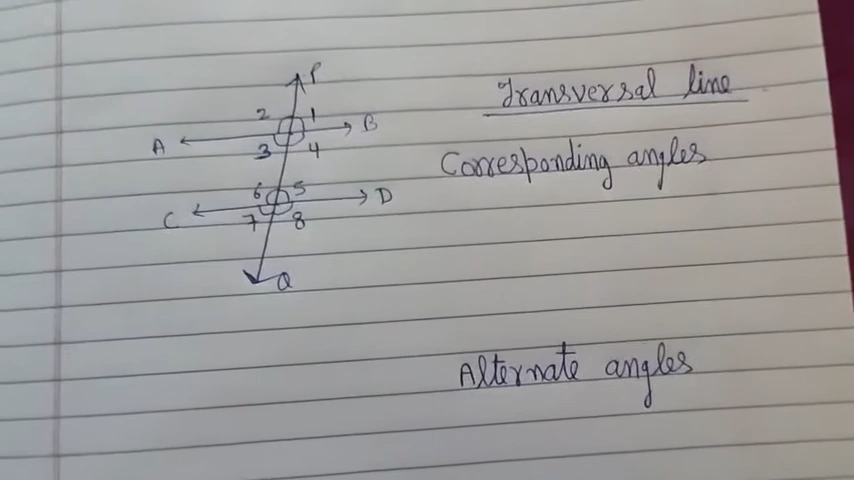 P
Transversal line
2 1
A B
3 4
Corresponding angles
6 5
C D
7 8
Q
Alternate angles